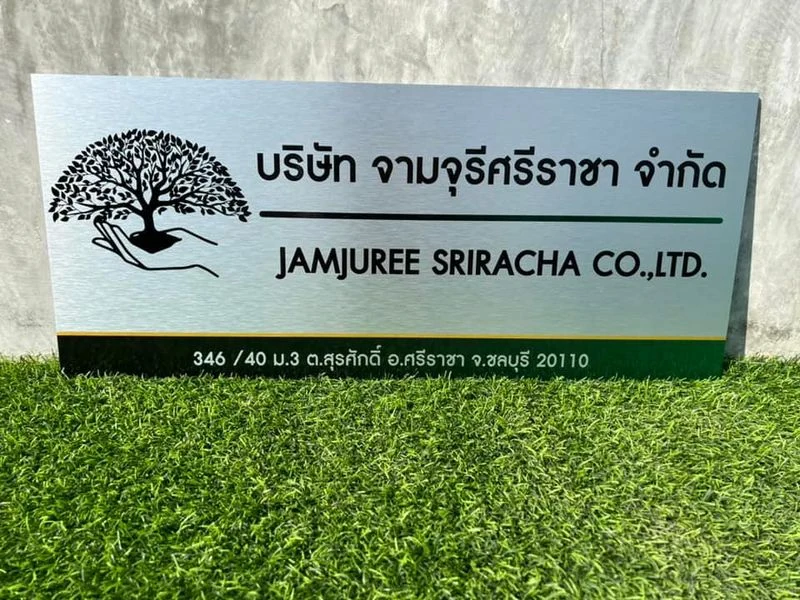 บริษัท จามจุรีศรีราชา จำกัด
JAMJUREE SRIRACHA CO.,LTD.
346 /40 ม.3 ต.สุรศักดิ์ อ.ศรีราชา จ.ชลบุรี 20110